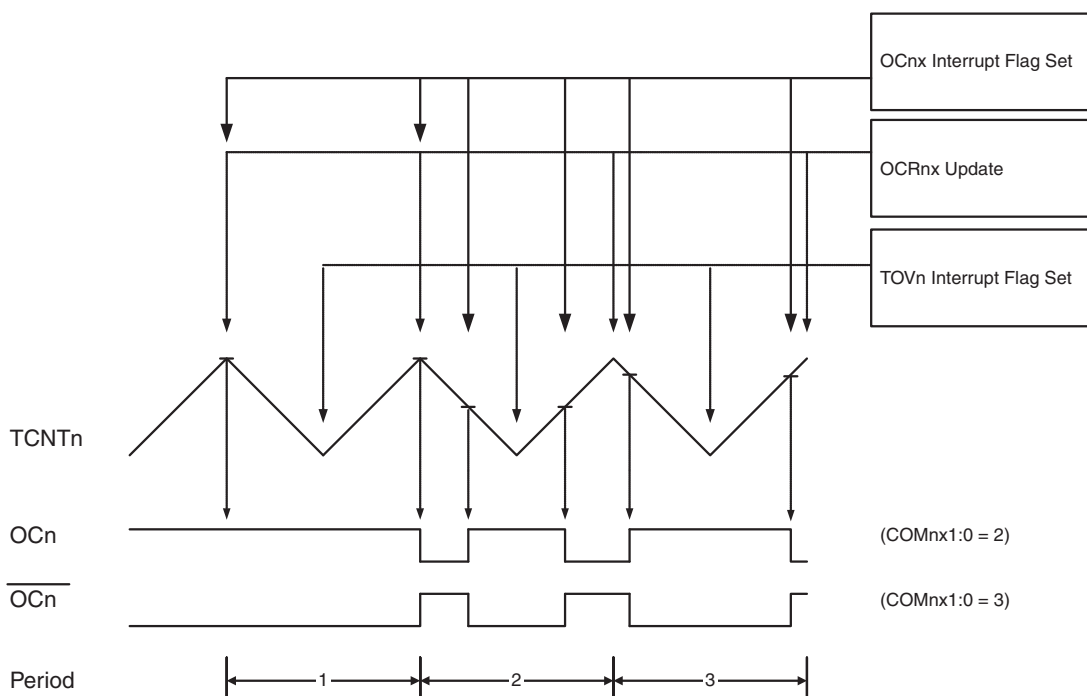 OCnx Interrupt Flag Set
OCRnx Update
TOVn Interrupt Flag Set
TCNTn
OCn
(COMnx1:0 = 2)
OCn
(COMnx1:0 = 3)
Period
1
2
3